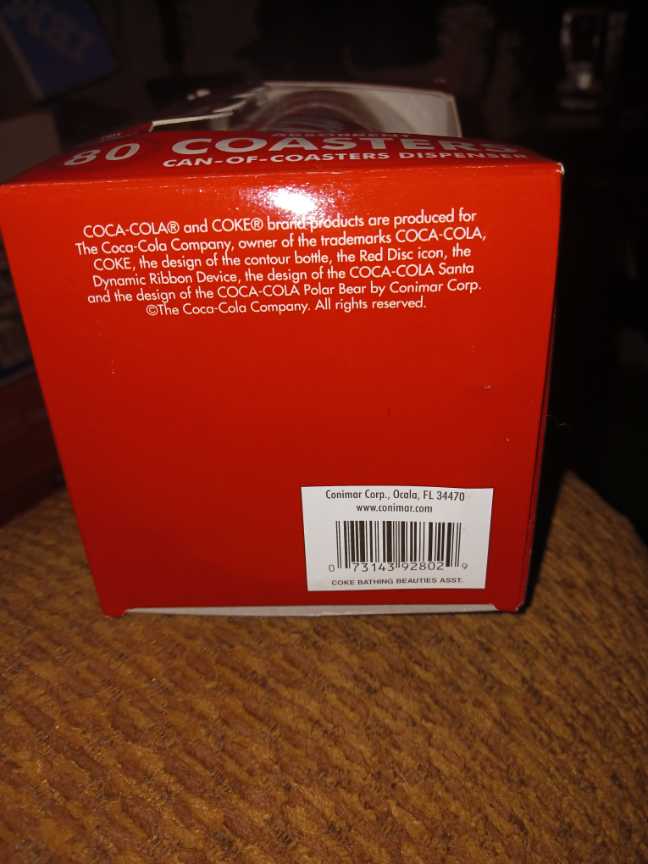 80 COASTERS
CAN-OF-COASTERS DISPENSER
COCA-COLA® and COKE® brand products are produced for
The Coca-Cola Company, owner of the trademarks COCA-COLA,
COKE, the design of the contour bottle, the Red Disc icon, the
Dynamic Ribbon Device, the design of the COCA-COLA Santa
and the design of the COCA-COLA Polar Bear by Conimar Corp.
©The Coca-Cola Company. All rights reserved.
Conimar Corp., Ocala, FL 34470
www.conimar.com
0 73143 92802 9
COKE BATHING BEAUTIES ASST.